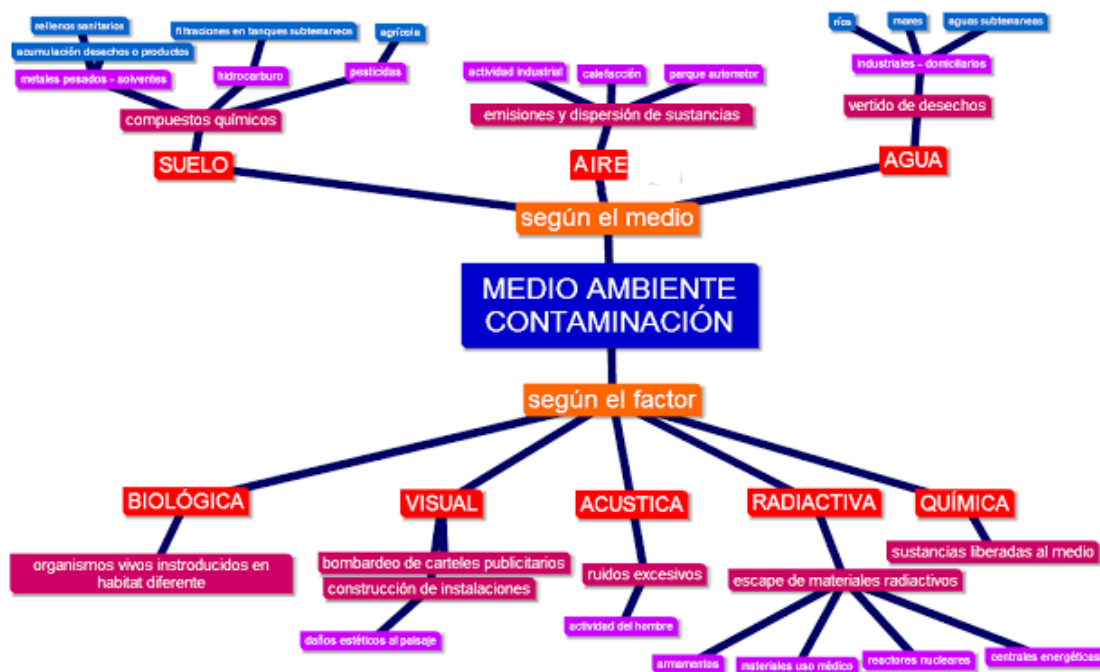 rellenos sanitarios
acumulación desechos o productos
metales pesados - solventes
filtraciones en tanques subterraneos
hidrocarburo
agrícola
pesticidas
compuestos químicos
SUELO
actividad industrial
calefacción
parque automotor
emisiones y dispersión de sustancias
AIRE
ríos
mares
aguas subterraneas
industriales - domiciliarios
vertido de desechos
AGUA
según el medio
MEDIO AMBIENTE
CONTAMINACIÓN
según el factor
BIOLÓGICA
organismos vivos instroducidos en
habitat diferente
VISUAL
bombardeo de carteles publicitarios
construcción de instalaciones
daños estéticos al paisaje
ACUSTICA
ruidos excesivos
actividad del hombre
RADIACTIVA
escape de materiales radiactivos
armamentos
materiales uso médico
reactores nucleares
centrales energéticas
QUÍMICA
sustancias liberadas al medio